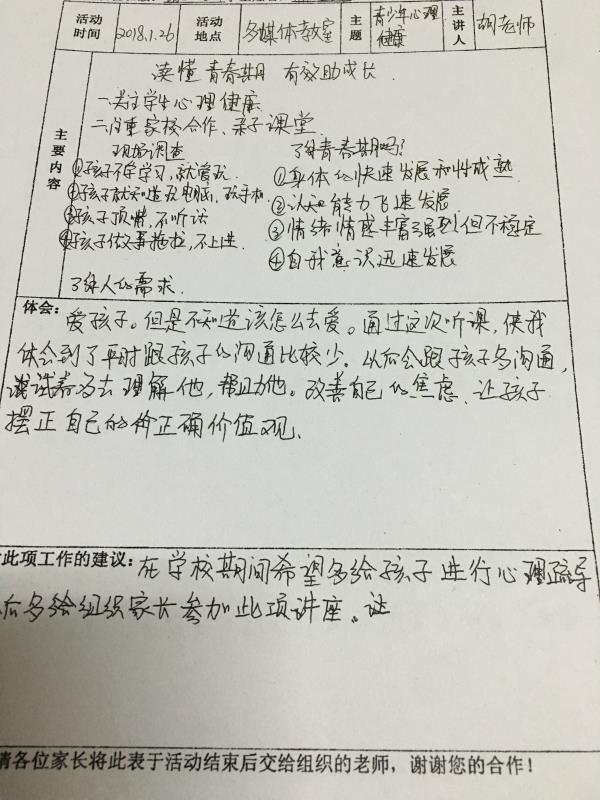 活动时间 2018.1.26 活动地点 多媒体教室 主题 青少年心理健康 主讲人 胡老师
主要内容
读懂青春期 有效助成长.
一.关注学生心理健康
二.注重家校合作、亲子课堂.
现场调查
①孩子不学学习,就爱玩.
②孩子就知道玩电脑,玩手机
③孩子顶嘴,不听话
④孩子做事拖拉,不上进.
了解青春期吗?
①身体的快速发展和性成熟
②认知能力飞速发展
③情绪情感丰富强烈但不稳定
④自我意识迅速发展
了解人的需求.
体会: 爱孩子。但是不知道该怎么去爱。通过这次听课,使我
体会到了平时跟孩子的沟通比较少。从后会跟孩子多沟通,
试试着去理解他,帮助他。改善自己的焦虑.让孩子
摆正自己的 正确价值观.
此项工作的建议: 在学校期间希望多给孩子进行心理疏导
后多给组织家长参加此项讲座。让
请各位家长将此表于活动结束后交给组织的老师，谢谢您的合作！